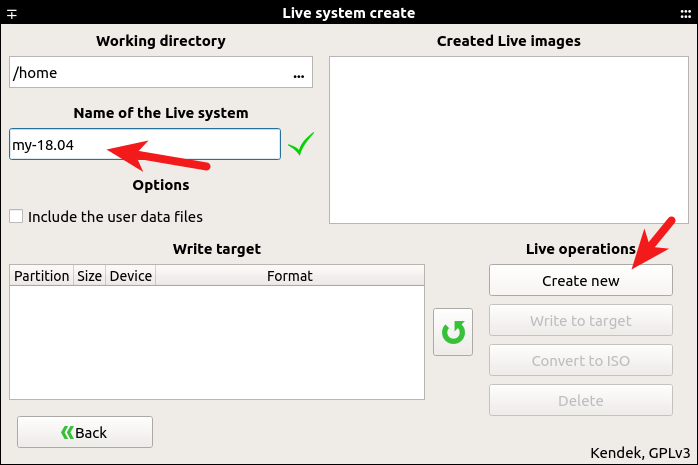 Live system create
Working directory
/home
...
Name of the Live system
my-18.04
Options
Include the user data files
Created Live images
Write target
Partition Size Device Format
Live operations
Create new
Write to target
Convert to ISO
Delete
Back
Kendek, GPLv3